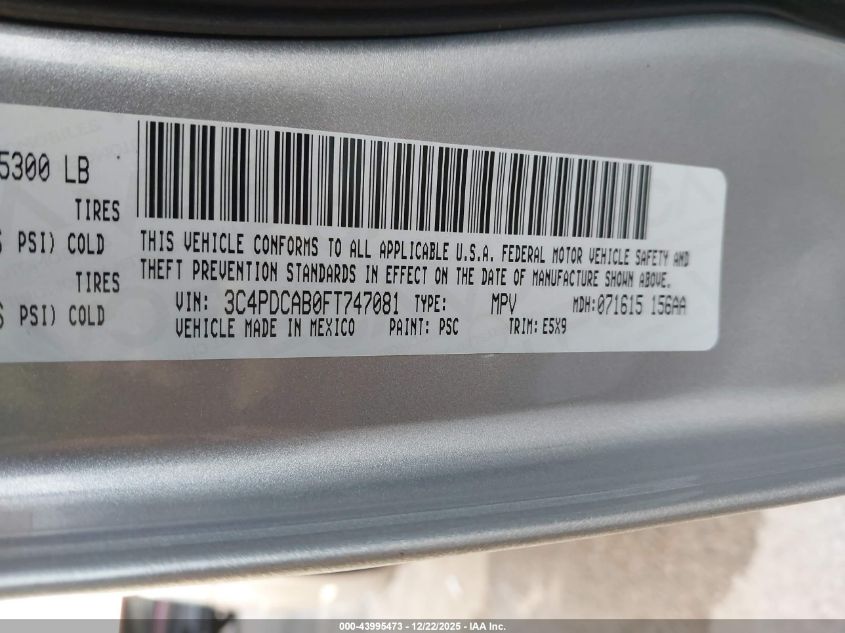 5300 LB
TIRES
PSI) COLD
TIRES
PSI) COLD
THIS VEHICLE CONFORMS TO ALL APPLICABLE U.S.A. FEDERAL MOTOR VEHICLE SAFETY AND
THEFT PREVENTION STANDARDS IN EFFECT ON THE DATE OF MANUFACTURE SHOWN ABOVE.
VIN: 3C4PDCAB0FT747081 TYPE: MPV MDH:071615 156AA
VEHICLE MADE IN MEXICO PAINT: PSC TRIM: E5X9
000-43995473 - 12/22/2025 - IAA Inc.